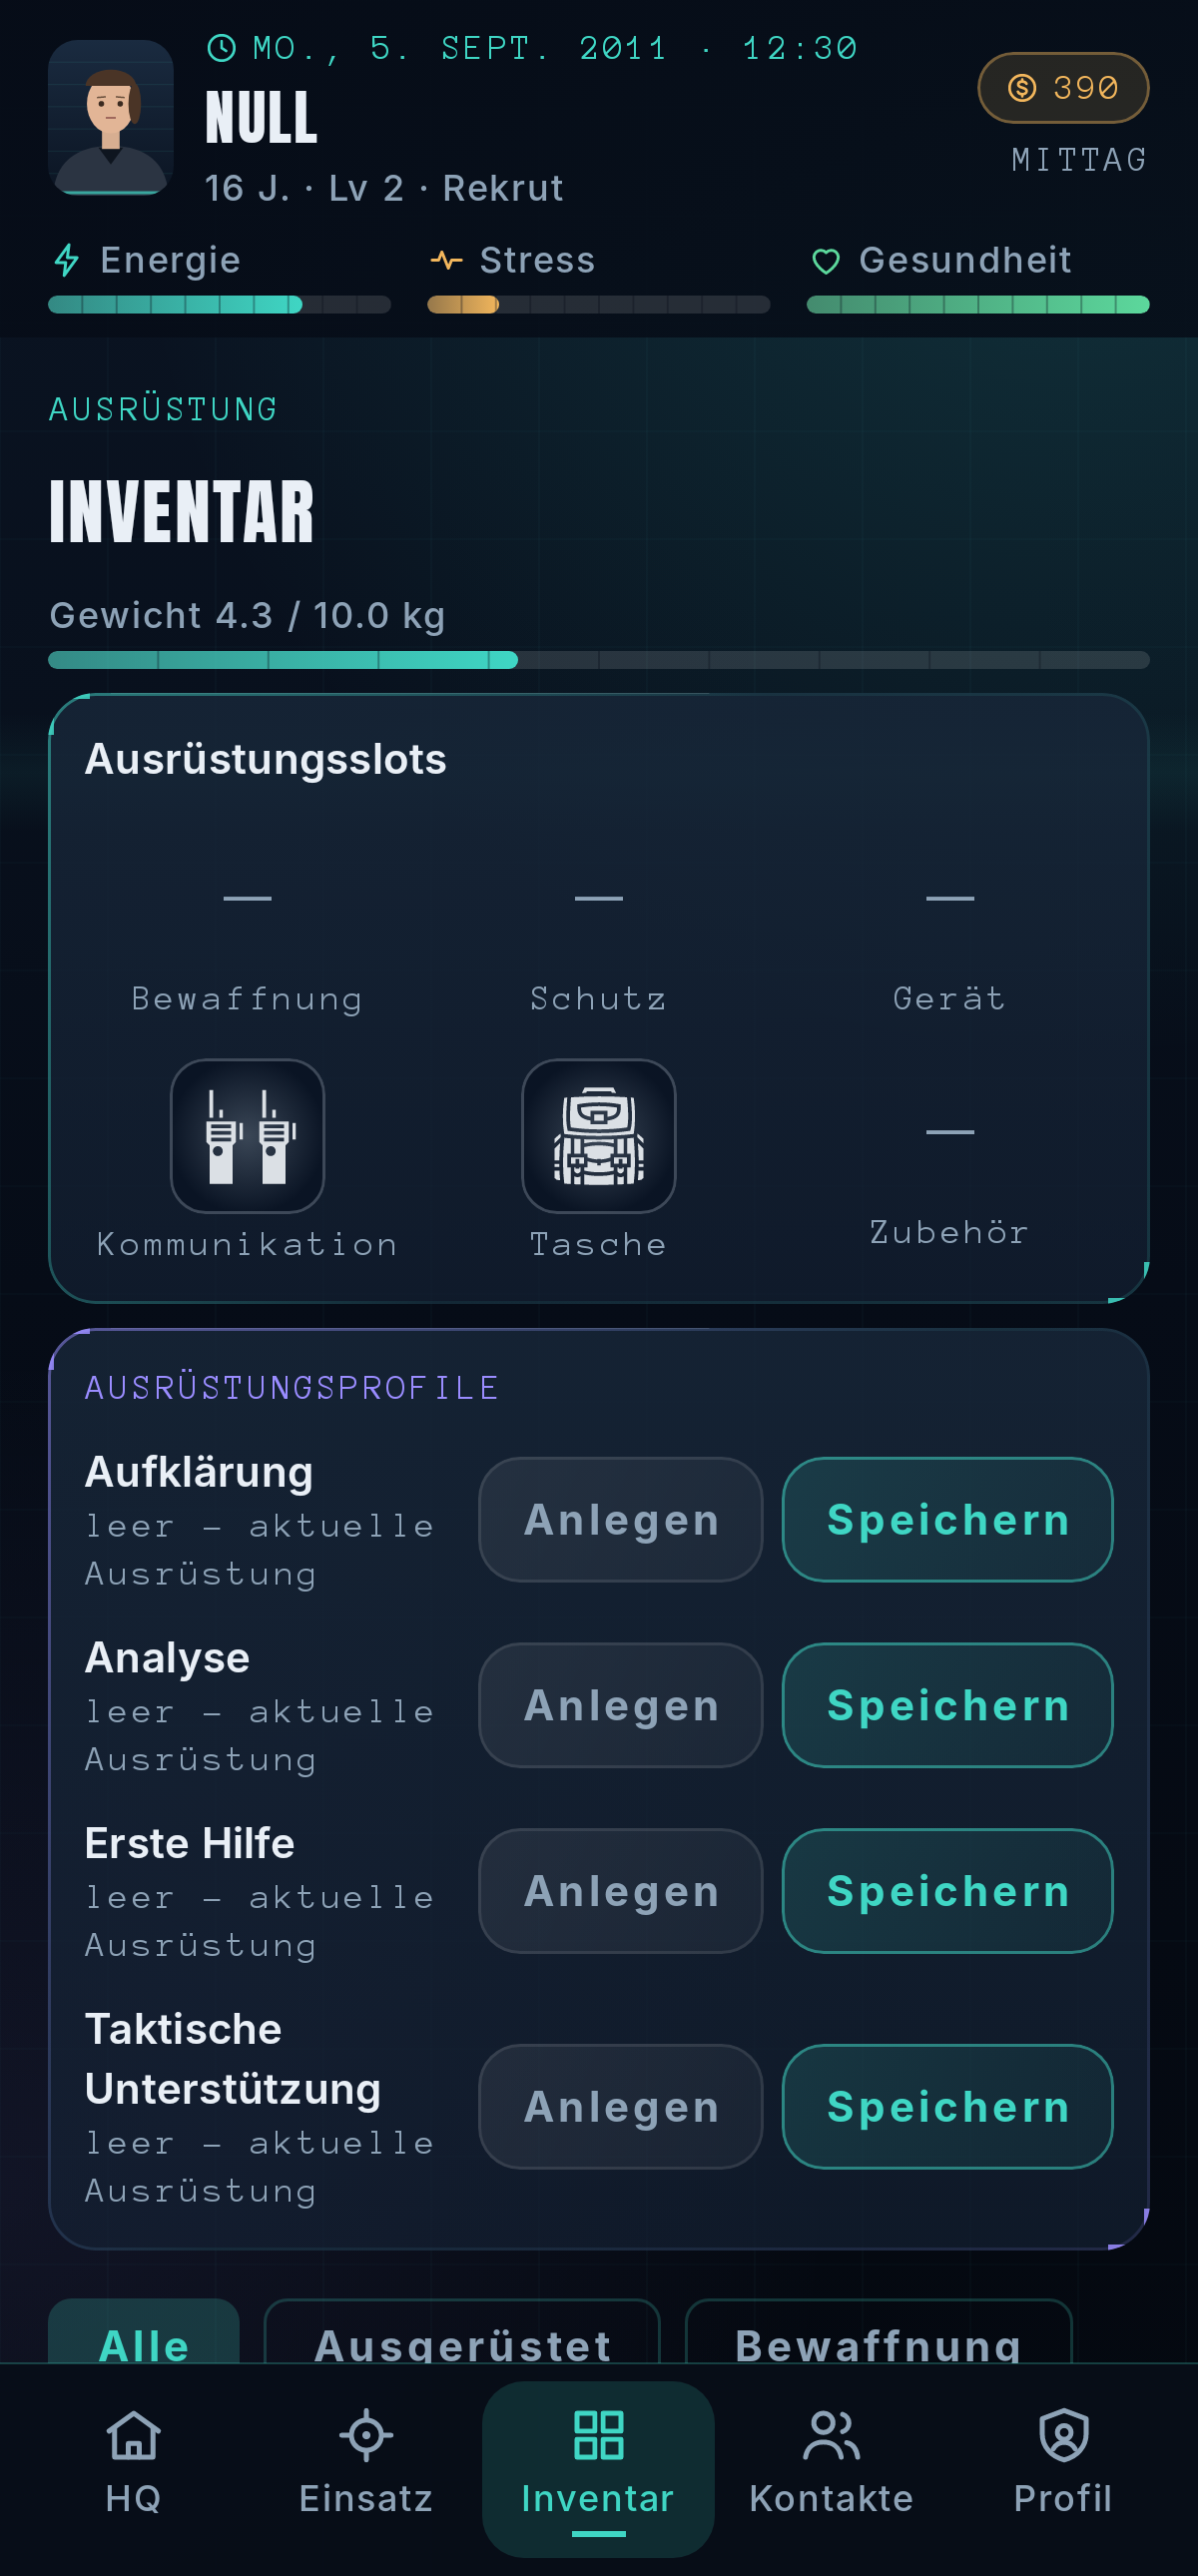 MO., 5. SEPT. 2011 · 12:30
NULL
16 J. · Lv 2 · Rekrut
390
MITTAG
Energie
Stress
Gesundheit
AUSRÜSTUNG
INVENTAR
Gewicht 4.3 / 10.0 kg
Ausrüstungsslots
— — —
Bewaffnung Schutz Gerät
—
Kommunikation Tasche Zubehör
AUSRÜSTUNGSPROFILE
Aufklärung
leer – aktuelle
Ausrüstung
Anlegen Speichern
Analyse
leer – aktuelle
Ausrüstung
Anlegen Speichern
Erste Hilfe
leer – aktuelle
Ausrüstung
Anlegen Speichern
Taktische
Unterstützung
leer – aktuelle
Ausrüstung
Anlegen Speichern
Alle Ausgerüstet Bewaffnung
HQ Einsatz Inventar Kontakte Profil